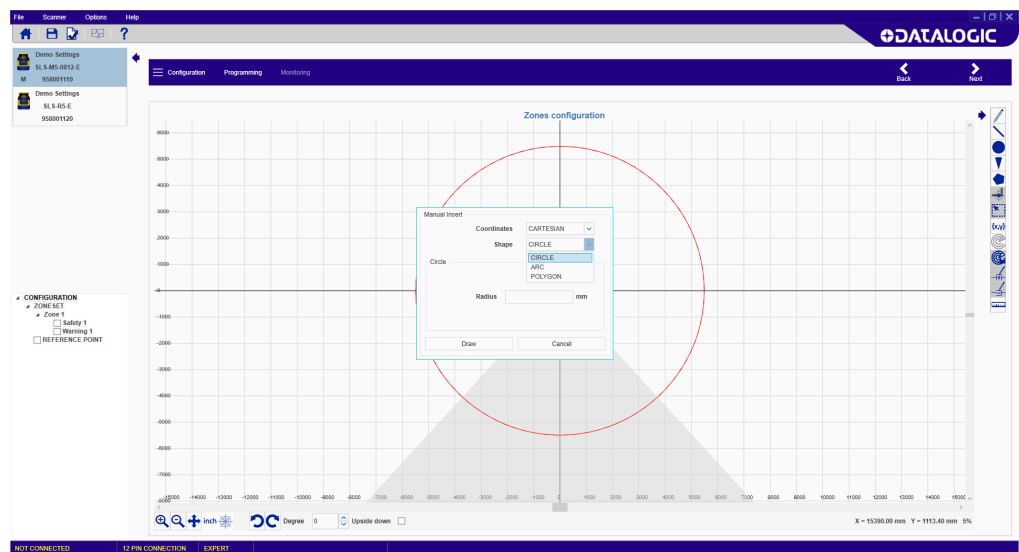 File Scanner Options Help
DATALOGIC
Demo Settings
SLS-M5-0812-E
M 958001110
Demo Settings
SLS-R5-E
958001120
Configuration Programming Monitoring Back Next
Zones configuration
6000
5000
4000
3000
2000
1000
0
-1000
-2000
-3000
-4000
-6000
-7000
-8000
Manual Insert
Coordinates CARTESIAN
Shape CIRCLE
CIRCLE
ARC
POLYGON
Circle
Radius mm
Draw Cancel
{x,y}
CONFIGURATION
ZONESET
Zone 1
Safety 1
Warning 1
REFERENCE POINT
-15000 -14000 -13000 -12000 -11000 -10000 -9000 -8000 -7000 -6000 -5000 -4000 -3000 -2000 -1000 0 1000 2000 3000 4000 5000 6000 7000 8000 9000 10000 11000 12000 13000 14000 15000
inch Degree 0 Upside down X = 15390.00 mm Y = 1113.40 mm 5%
NOT CONNECTED 12 PIN CONNECTION EXPERT